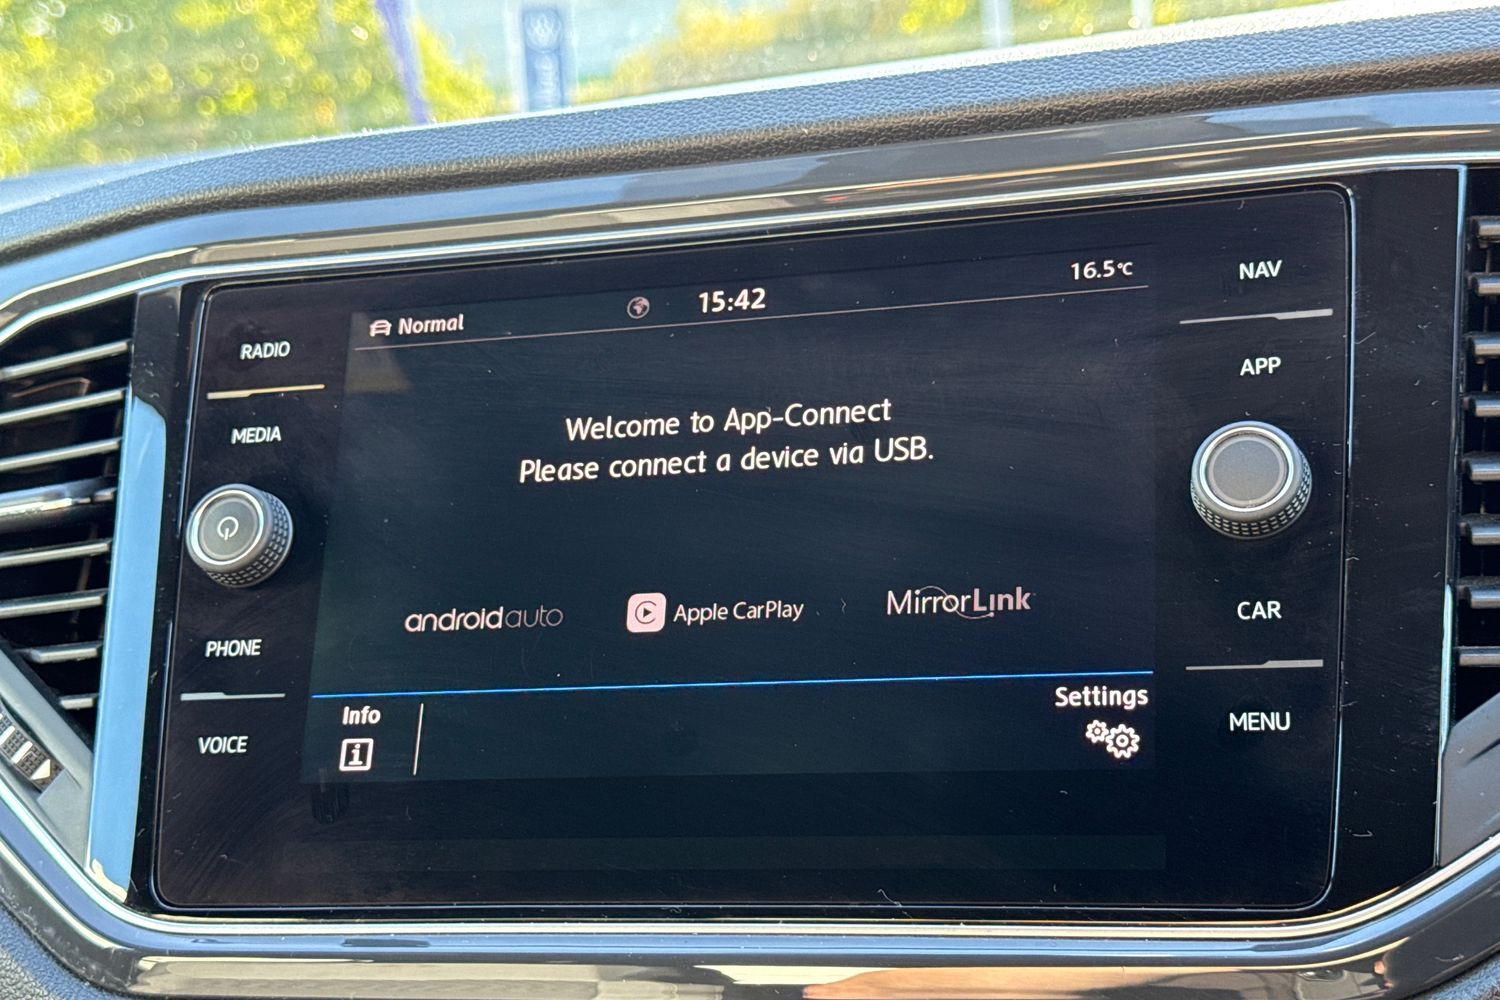 Normal
15:42
16.5°C
RADIO
MEDIA
PHONE
VOICE
Welcome to App-Connect
Please connect a device via USB.
androidauto
Apple CarPlay
MirrorLink
Info
Settings
NAV
APP
CAR
MENU